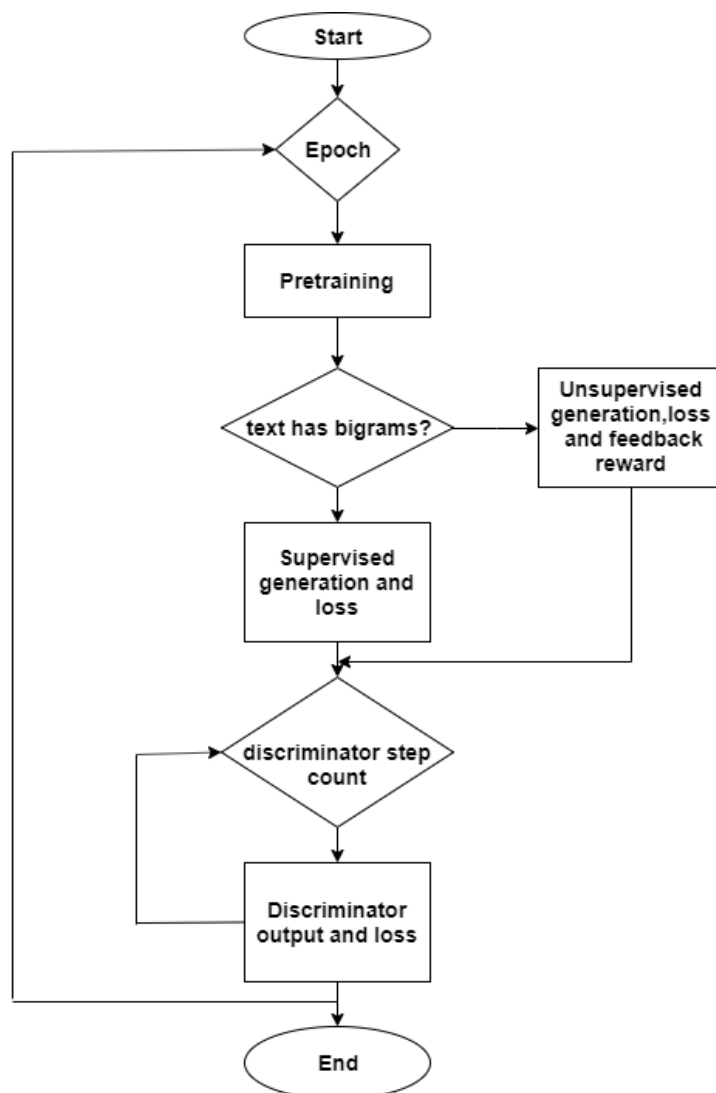 Start
Epoch
Pretraining
text has bigrams?
Unsupervised
generation,loss
and feedback
reward
Supervised
generation and
loss
discriminator step
count
Discriminator
output and loss
End